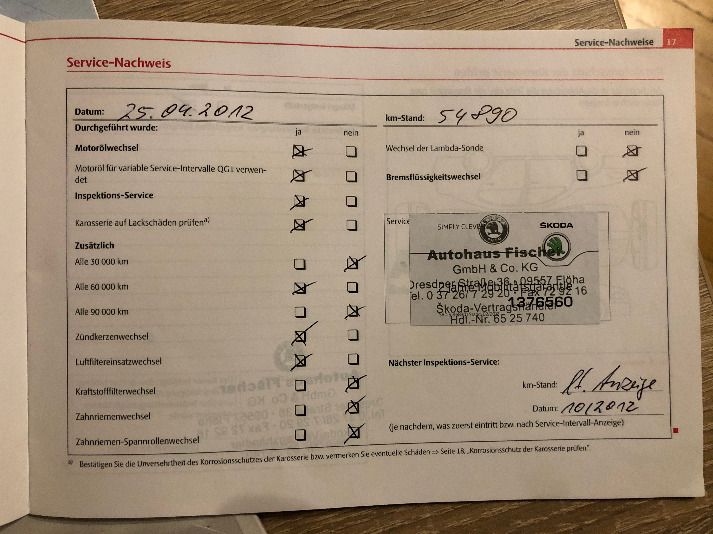 Service-Nachweise 17
Service-Nachweis
Datum: 25.04.2012
km-Stand: 54890
Durchgeführt wurde:
ja nein
ja nein
Motorölwechsel
Wechsel der Lambda-Sonde
Motoröl für variable Service-Intervalle QG1 verwen-
det
Bremsflüssigkeitswechsel
Inspektions-Service
Karosserie auf Lackschäden prüfen a)
Service
SIMPLY CLEVER ŠKODA
Autohaus Fischer
GmbH & Co. KG
Dresdner Straße 36 · 09557 Flöha
Tel. 0 37 26/ 7 29 20 · Fax 72 92 16
1376560
Škoda-Vertragshändler
Hdl.-Nr. 65 25 740
Zusätzlich
Alle 30 000 km
Alle 60 000 km
Alle 90 000 km
Zündkerzenwechsel
Luftfiltereinsatzwechsel
Kraftstofffilterwechsel
Zahnriemenwechsel
Zahnriemen-Spannrollenwechsel
Nächster Inspektions-Service:
km-Stand: lt. Anzeige
Datum: 10/2012
(je nachdem, was zuerst eintritt bzw. nach Service-Intervall-Anzeige)
a) Bestätigen Sie die Unversehrtheit des Korrosionsschutzes der Karosserie bzw. vermerken Sie eventuelle Schäden ⇒ Seite 18, „Korrosionsschutz der Karosserie prüfen“